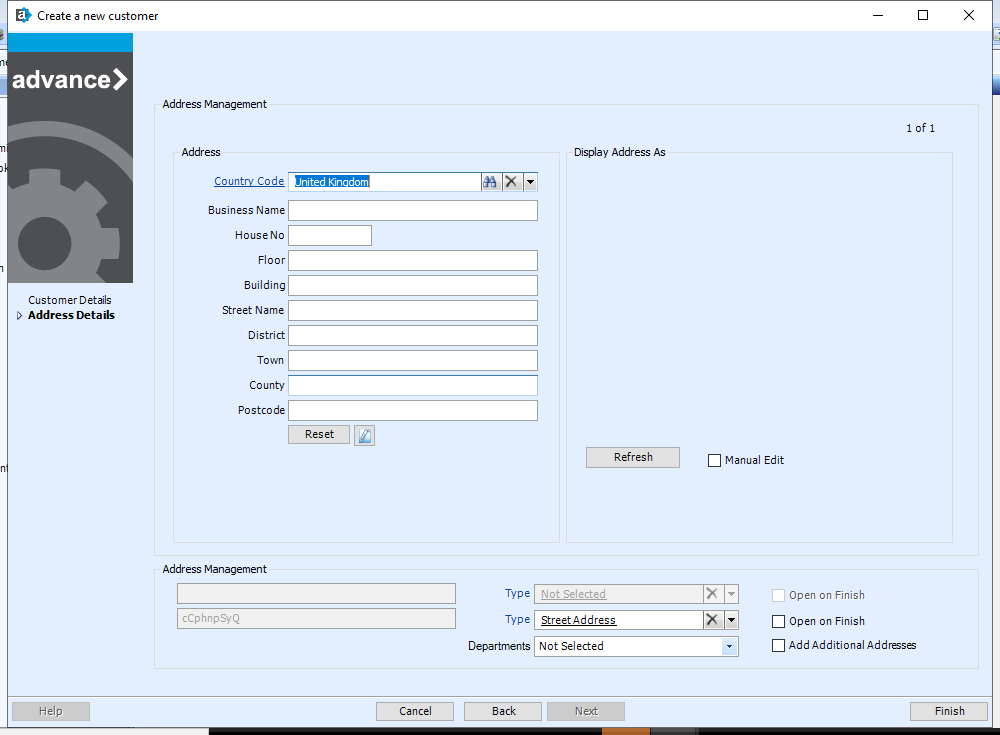 Create a new customer
advance
Address Management
1 of 1
Address
Display Address As
Country Code United Kingdom
Business Name
House No
Floor
Building
Street Name
District
Town
County
Postcode
Reset
Refresh
Manual Edit
Customer Details
Address Details
Address Management
Type Not Selected Open on Finish
cCphnpSyQ Type Street Address Open on Finish
Departments Not Selected Add Additional Addresses
Help Cancel Back Next Finish